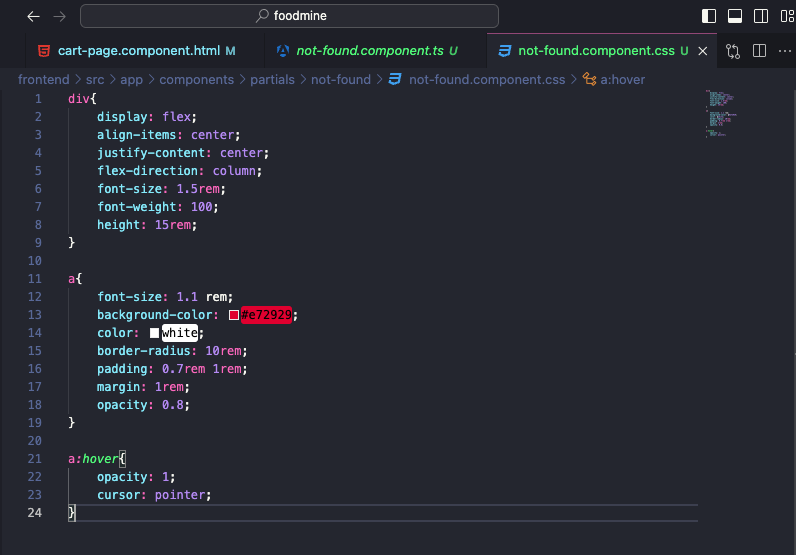 foodmine
cart-page.component.html M
not-found.component.ts U
not-found.component.css U
frontend > src > app > components > partials > not-found > not-found.component.css > a:hover
1 div{
2 display: flex;
3 align-items: center;
4 justify-content: center;
5 flex-direction: column;
6 font-size: 1.5rem;
7 font-weight: 100;
8 height: 15rem;
9 }
10
11 a{
12 font-size: 1.1 rem;
13 background-color: #e72929;
14 color: white;
15 border-radius: 10rem;
16 padding: 0.7rem 1rem;
17 margin: 1rem;
18 opacity: 0.8;
19 }
20
21 a:hover{
22 opacity: 1;
23 cursor: pointer;
24 }